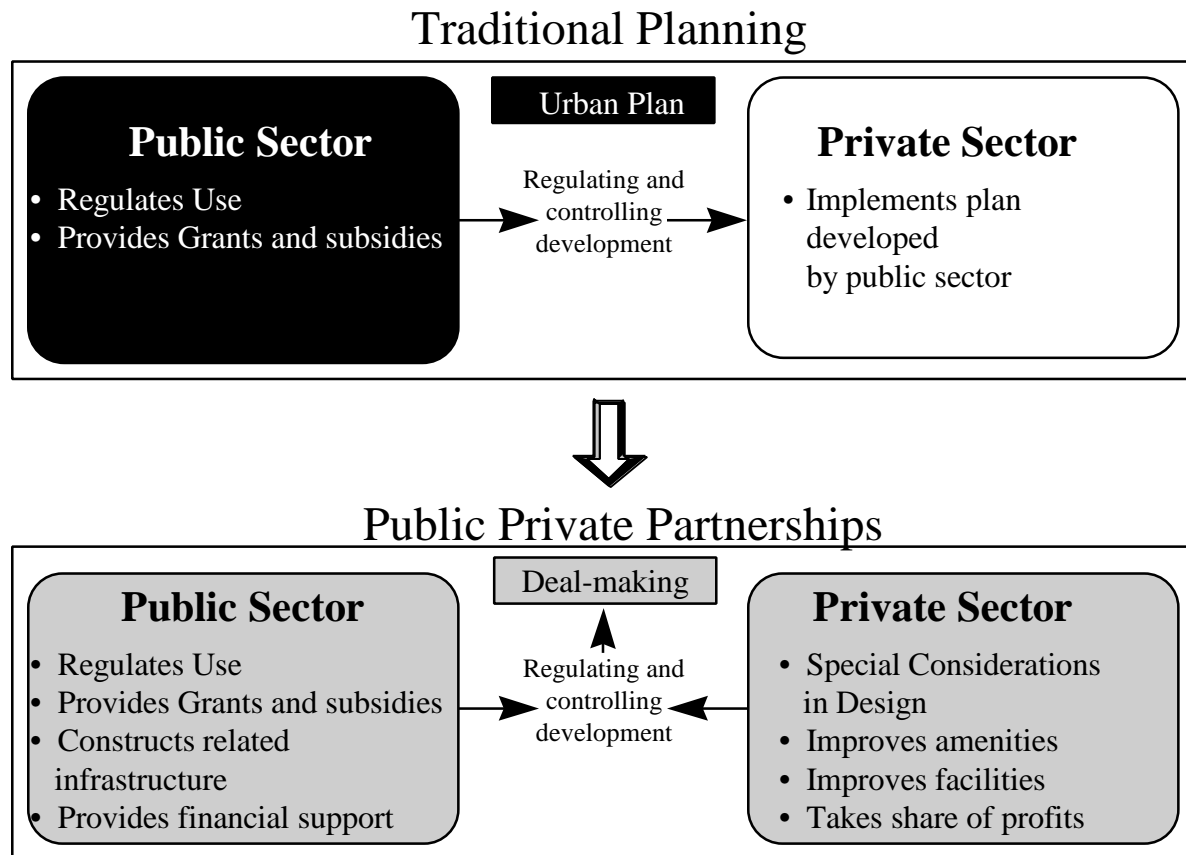 Traditional Planning
Public Sector
• Regulates Use
• Provides Grants and subsidies
Urban Plan
Regulating and
controlling
development
Private Sector
• Implements plan
developed
by public sector
Public Private Partnerships
Public Sector
• Regulates Use
• Provides Grants and subsidies
• Constructs related
infrastructure
• Provides financial support
Deal-making
Regulating and
controlling
development
Private Sector
• Special Considerations
in Design
• Improves amenities
• Improves facilities
• Takes share of profits